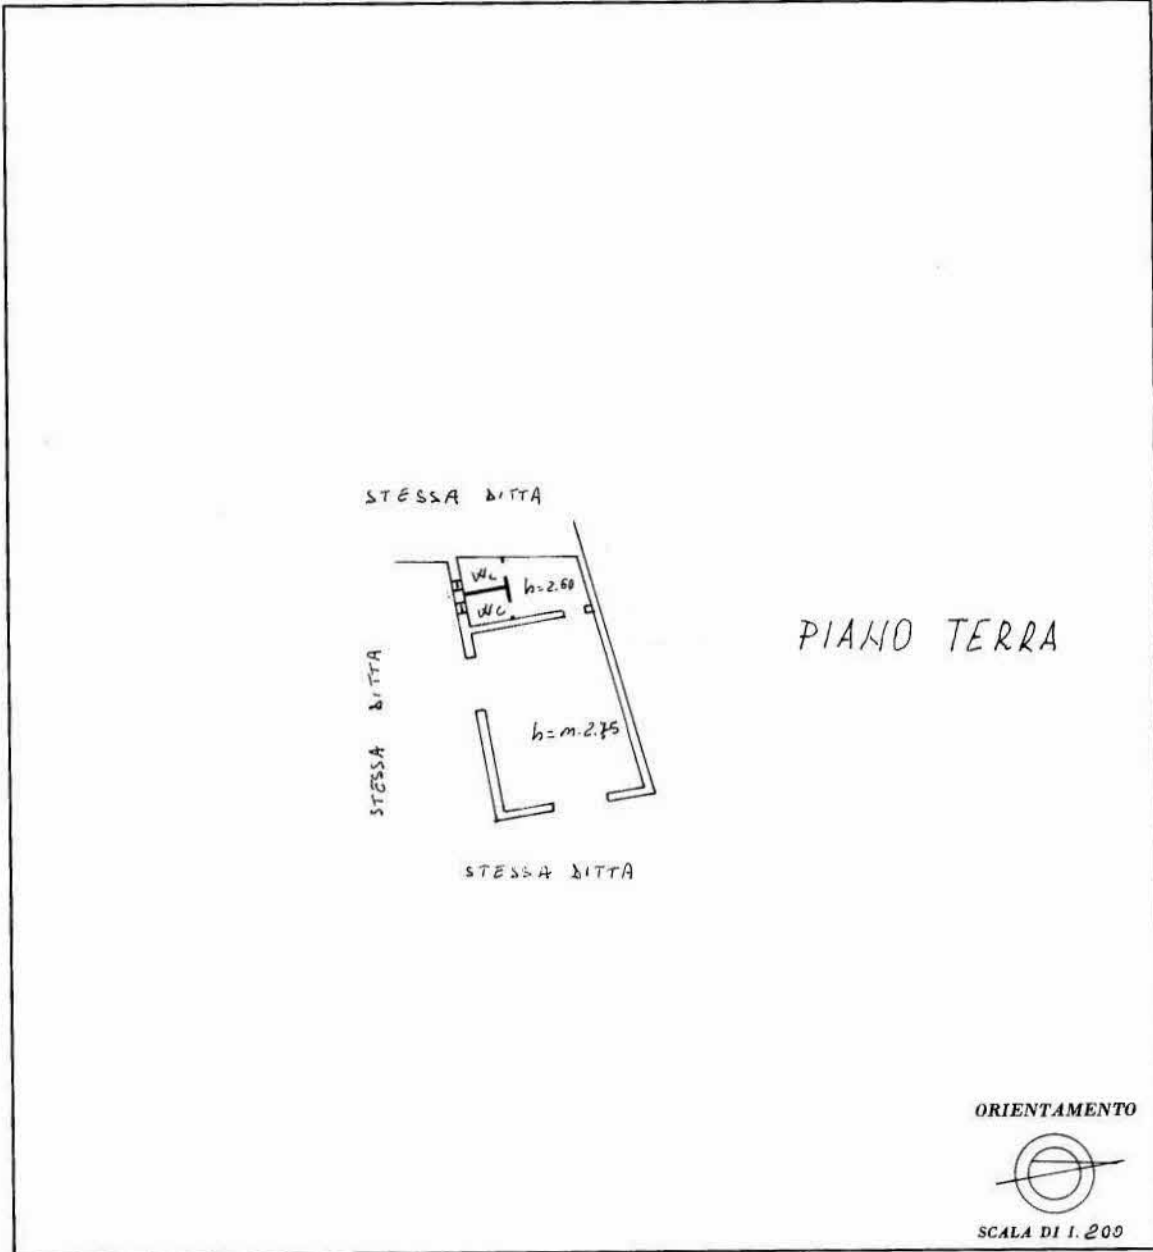 STESSA DITTA
Wc
h=2.60
Wc
PIANO TERRA
STESSA DITTA
h=m.2.75
STESSA DITTA
ORIENTAMENTO
SCALA DI 1.200